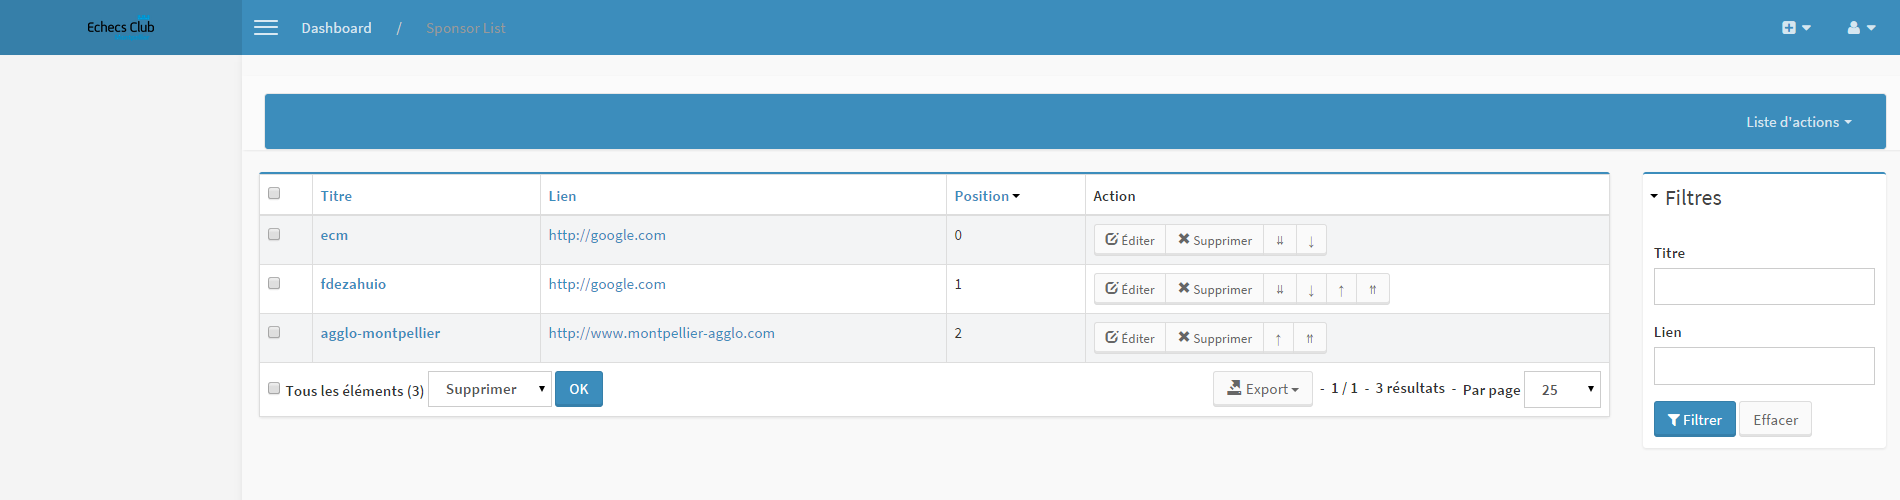 Echecs Club
Dashboard / Sponsor List
Liste d'actions
Titre Lien Position Action
ecm http://google.com 0 Éditer Supprimer ⇊ ↓
fdezahuio http://google.com 1 Éditer Supprimer ⇊ ↓ ↑ ⇈
agglo-montpellier http://www.montpellier-agglo.com 2 Éditer Supprimer ↑ ⇈
Tous les éléments (3) Supprimer OK Export - 1 / 1 - 3 résultats - Par page 25
Filtres
Titre
Lien
Filtrer Effacer